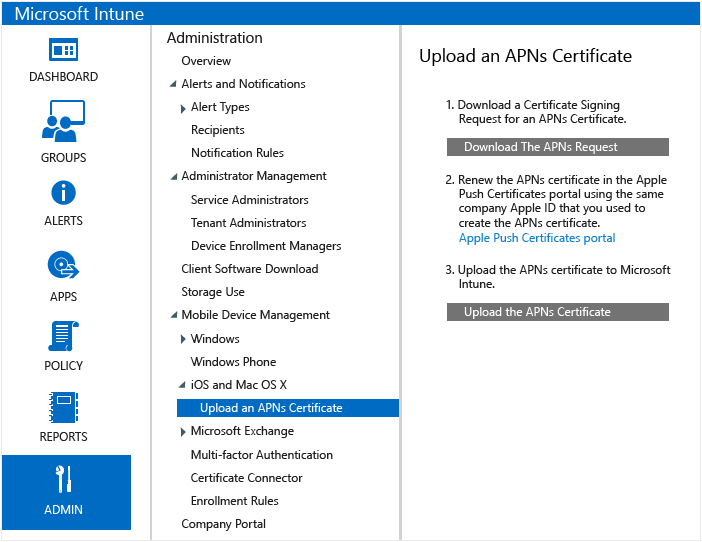 Microsoft Intune
DASHBOARD
GROUPS
ALERTS
APPS
POLICY
REPORTS
ADMIN
Administration
Overview
Alerts and Notifications
Alert Types
Recipients
Notification Rules
Administrator Management
Service Administrators
Tenant Administrators
Device Enrollment Managers
Client Software Download
Storage Use
Mobile Device Management
Windows
Windows Phone
iOS and Mac OS X
Upload an APNs Certificate
Microsoft Exchange
Multi-factor Authentication
Certificate Connector
Enrollment Rules
Company Portal
Upload an APNs Certificate
1. Download a Certificate Signing
Request for an APNs Certificate.
Download The APNs Request
2. Renew the APNs certificate in the Apple
Push Certificates portal using the same
company Apple ID that you used to
create the APNs certificate.
Apple Push Certificates portal
3. Upload the APNs certificate to Microsoft
Intune.
Upload the APNs Certificate